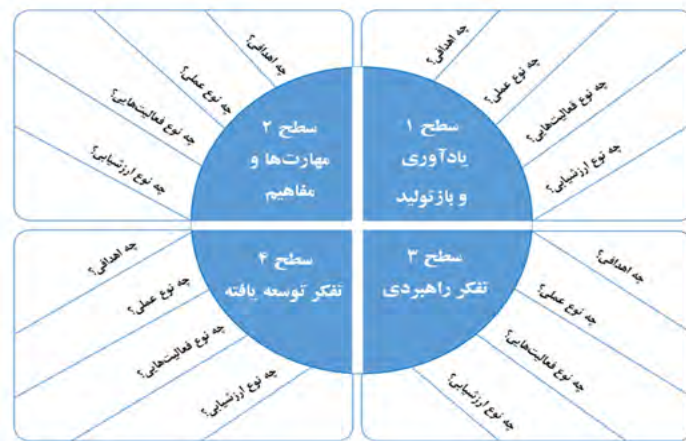 سطح ۱
یادآوری
و بازتولید
چه اهدافی؟
چه نوع عملی؟
چه نوع فعالیت‌هایی؟
چه نوع ارزشیابی؟
سطح ۲
مهارت‌ها و
مفاهیم
چه اهدافی؟
چه نوع عملی؟
چه نوع فعالیت‌هایی؟
چه نوع ارزشیابی؟
سطح ۳
تفکر راهبردی
چه اهدافی؟
چه نوع عملی؟
چه نوع فعالیت‌هایی؟
چه نوع ارزشیابی؟
سطح ۴
تفکر توسعه یافته
چه اهدافی؟
چه نوع عملی؟
چه نوع فعالیت‌هایی؟
چه نوع ارزشیابی؟